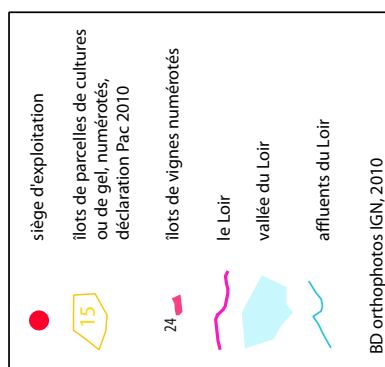 siège d'exploitation
15
îlots de parcelles de cultures
ou de gel, numérotés,
déclaration Pac 2010
24
îlots de vignes numérotés
le Loir
vallée du Loir
affluents du Loir
BD orthophotos IGN, 2010